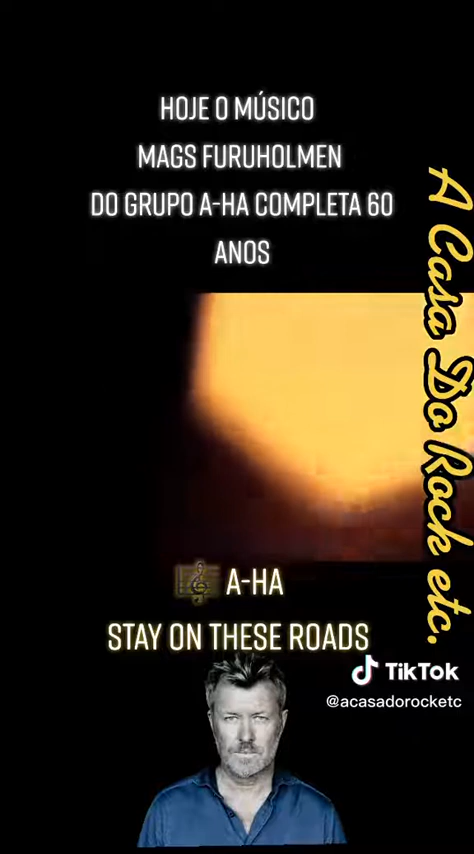 HOJE O MÚSICO
MAGS FURUHOLMEN
DO GRUPO A-HA COMPLETA 60
ANOS
A Casa Do Rock etc.
🎼 A-HA
STAY ON THESE ROADS
TikTok
@acasadorocketc